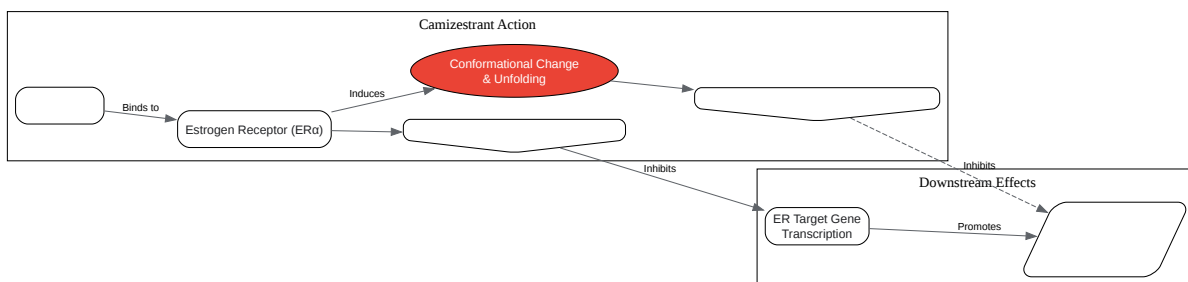 Camizestrant Action
Conformational Change
& Unfolding
Binds to
Induces
Estrogen Receptor (ERα)
Inhibits
Inhibits
Downstream Effects
ER Target Gene
Transcription
Promotes